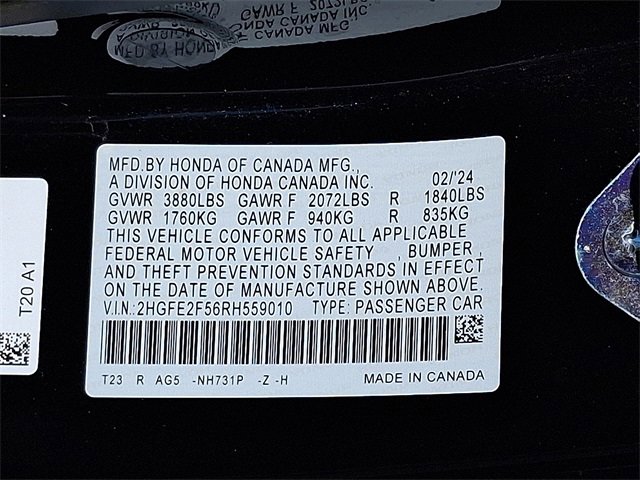 MFD.BY HONDA OF CANADA MFG.,
A DIVISION OF HONDA CANADA INC. 02/'24
GVWR 3880LBS GAWR F 2072LBS R 1840LBS
GVWR 1760KG GAWR F 940KG R 835KG
THIS VEHICLE CONFORMS TO ALL APPLICABLE
FEDERAL MOTOR VEHICLE SAFETY , BUMPER ,
AND THEFT PREVENTION STANDARDS IN EFFECT
ON THE DATE OF MANUFACTURE SHOWN ABOVE.
V.I.N.: 2HGFE2F56RH559010 TYPE: PASSENGER CAR
T23 R AG5 -NH731P -Z -H MADE IN CANADA
T20 A1